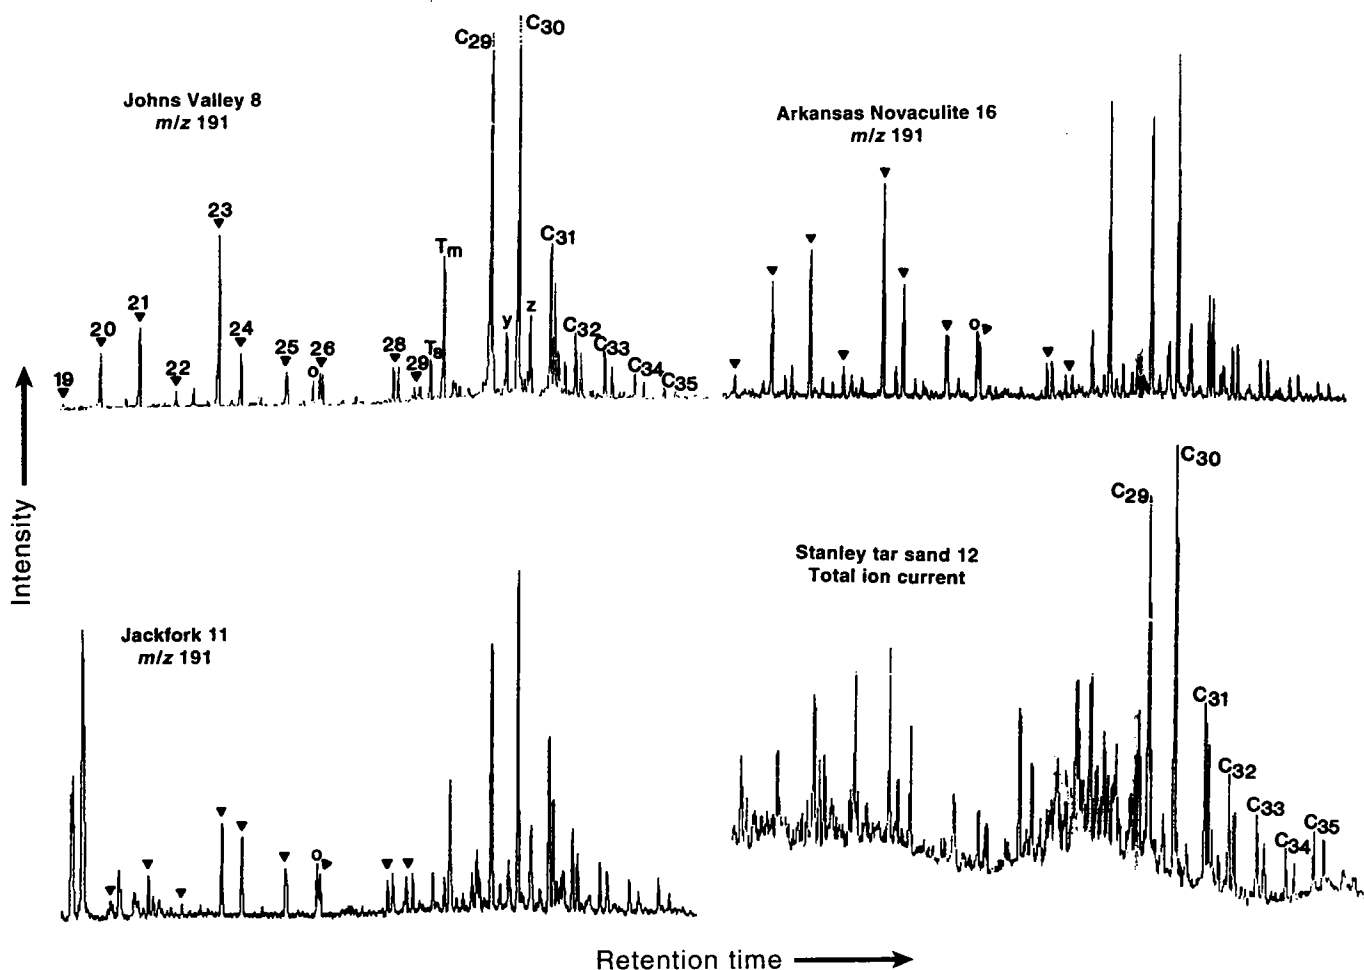 Johns Valley 8
m/z 191
19
20
21
22
23
24
25
o
26
28
29
Ts
Tm
C29
y
C30
z
C31
C32
C33
C34
C35
Arkansas Novaculite 16
m/z 191
o
Jackfork 11
m/z 191
o
Stanley tar sand 12
Total ion current
C29
C30
C31
C32
C33
C34
C35
Intensity
Retention time